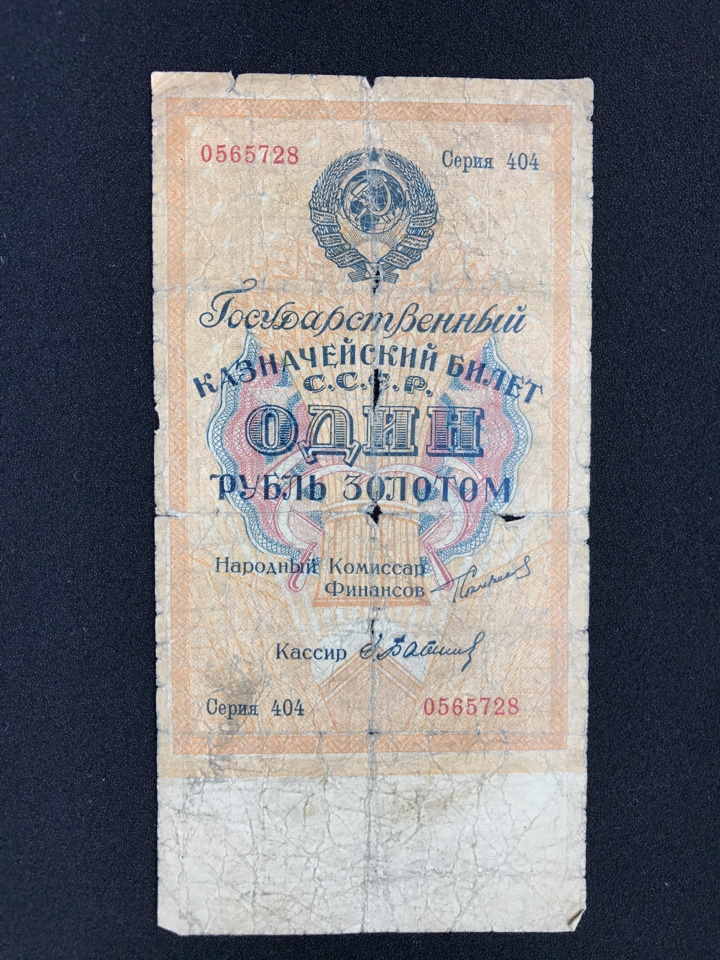 0565728 Серия 404
Государственный
КАЗНАЧЕЙСКИЙ БИЛЕТ
С.С.С.Р.
ОДИН
РУБЛЬ ЗОЛОТОМ
Народный Комиссар
Финансов
Кассир
Серия 404 0565728